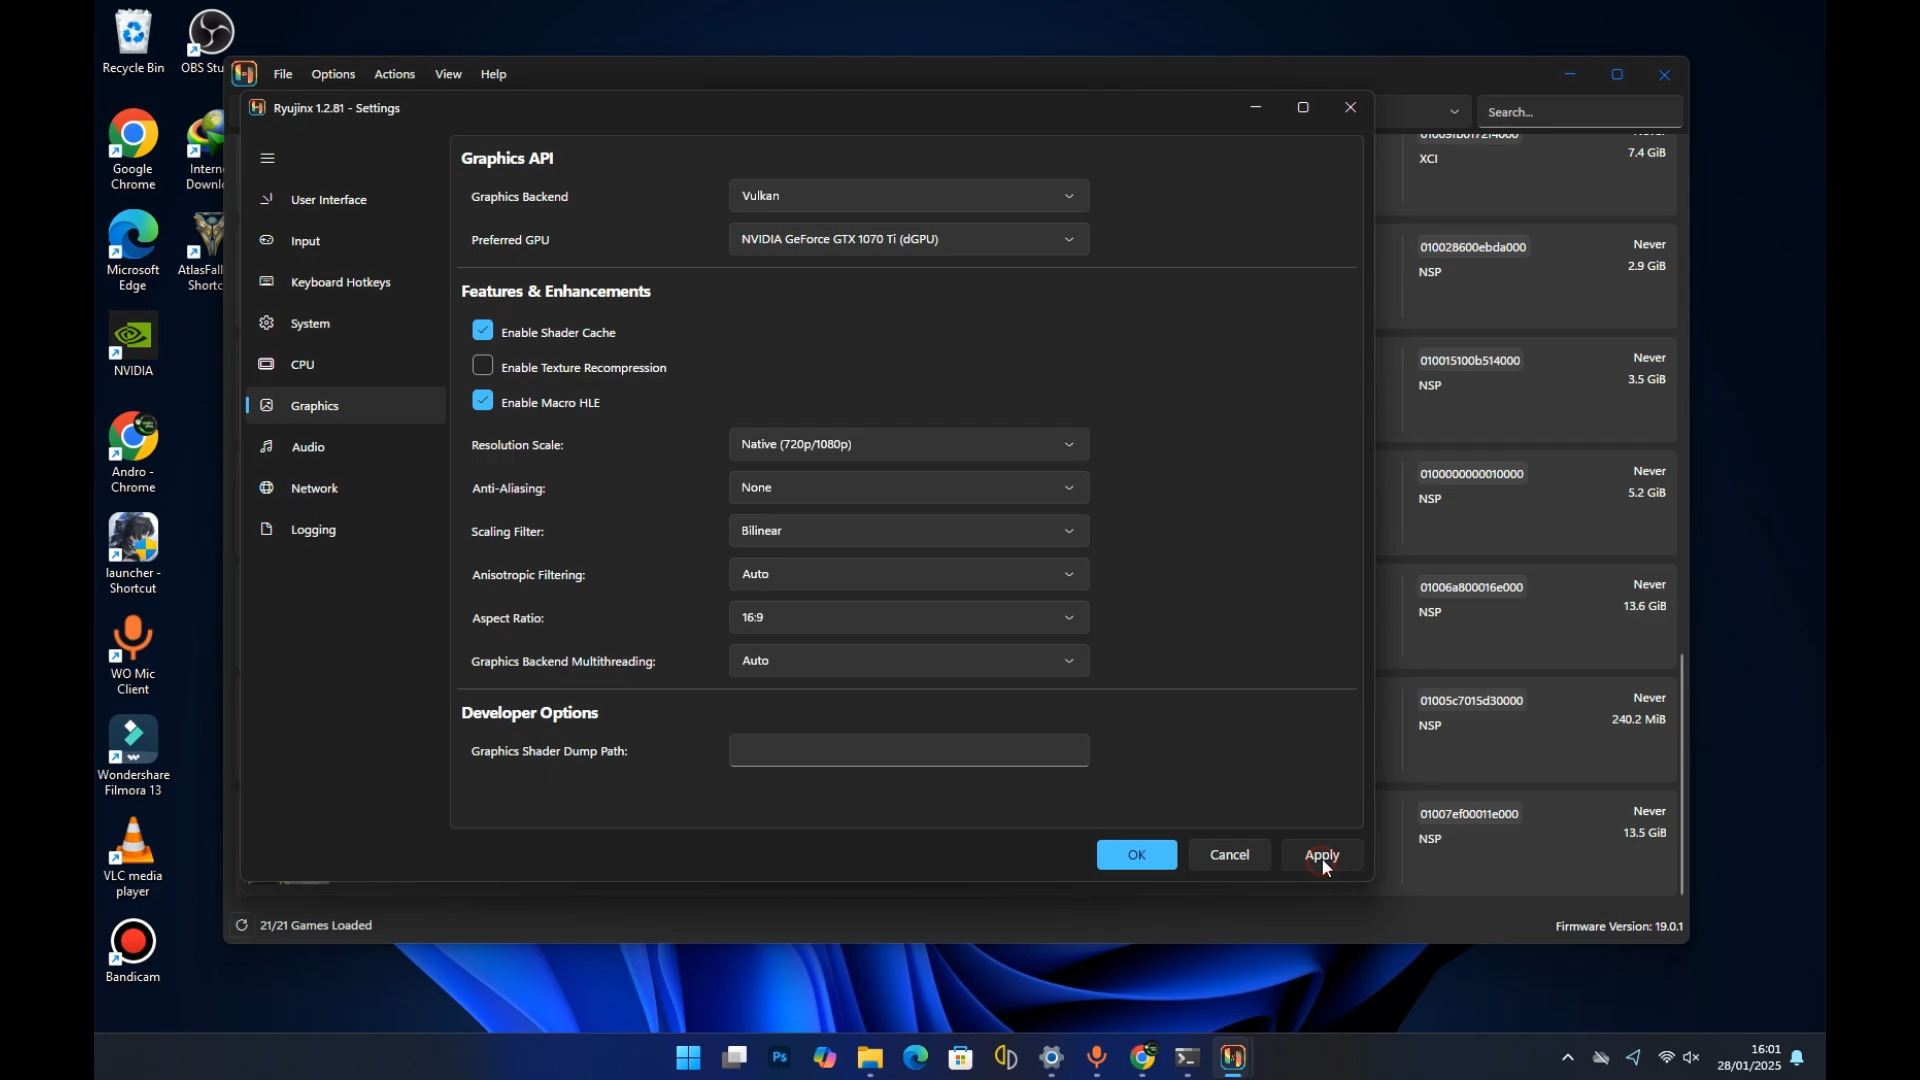 Recycle Bin
OBS Stu
Google
Chrome
Intern
Downl
Microsoft
Edge
AtlasFall
Shortc
NVIDIA
Andro -
Chrome
launcher -
Shortcut
WO Mic
Client
Wondershare
Filmora 13
VLC media
player
Bandicam
File
Options
Actions
View
Help
Search...
Ryujinx 1.2.81 - Settings
User Interface
Input
Keyboard Hotkeys
System
CPU
Graphics
Audio
Network
Logging
Graphics API
Graphics Backend
Vulkan
Preferred GPU
NVIDIA GeForce GTX 1070 Ti (dGPU)
Features & Enhancements
Enable Shader Cache
Enable Texture Recompression
Enable Macro HLE
Resolution Scale:
Native (720p/1080p)
Anti-Aliasing:
None
Scaling Filter:
Bilinear
Anisotropic Filtering:
Auto
Aspect Ratio:
16:9
Graphics Backend Multithreading:
Auto
Developer Options
Graphics Shader Dump Path:
OK
Cancel
Apply
XCI
7.4 GiB
010028600ebda000
Never
NSP
2.9 GiB
010015100b514000
Never
NSP
3.5 GiB
0100000000010000
Never
NSP
5.2 GiB
01006a800016e000
Never
NSP
13.6 GiB
01005c7015d30000
Never
NSP
240.2 MiB
01007ef00011e000
Never
NSP
13.5 GiB
21/21 Games Loaded
Firmware Version: 19.0.1
Ps
16:01
28/01/2025